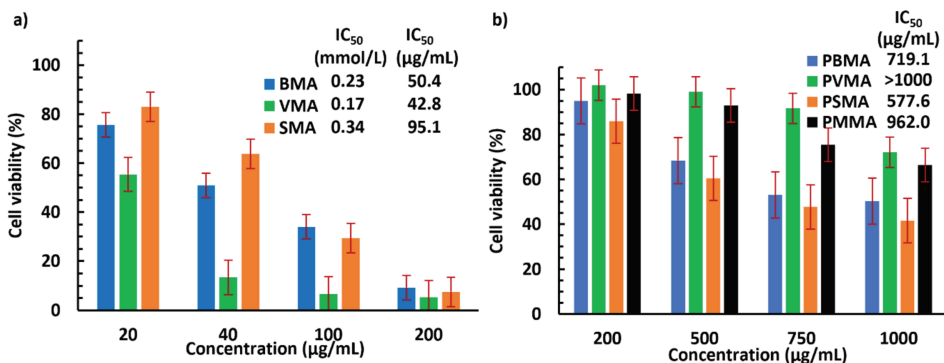 a)
IC50 IC50
(mmol/L) (μg/mL)
BMA 0.23 50.4
VMA 0.17 42.8
SMA 0.34 95.1
Cell viability (%)
100
80
60
40
20
0
20 40 100 200
Concentration (μg/mL)
b)
IC50
(μg/mL)
PBMA 719.1
PVMA >1000
PSMA 577.6
PMMA 962.0
Cell viability (%)
100
80
60
40
20
0
200 500 750 1000
Concentration (μg/mL)